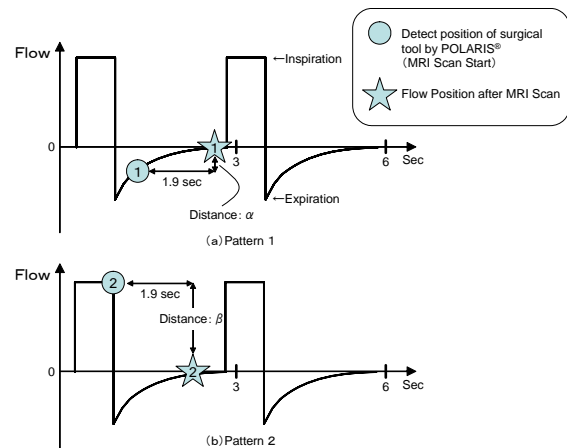 Flow
0
←Inspiration
1
1
1.9 sec
3
6
Sec
Distance: α
←Expiration
(a)Pattern 1
Detect position of surgical
tool by POLARIS®
(MRI Scan Start)
Flow Position after MRI Scan
Flow
2
1.9 sec
Distance: β
0
2
3
6
Sec
(b)Pattern 2